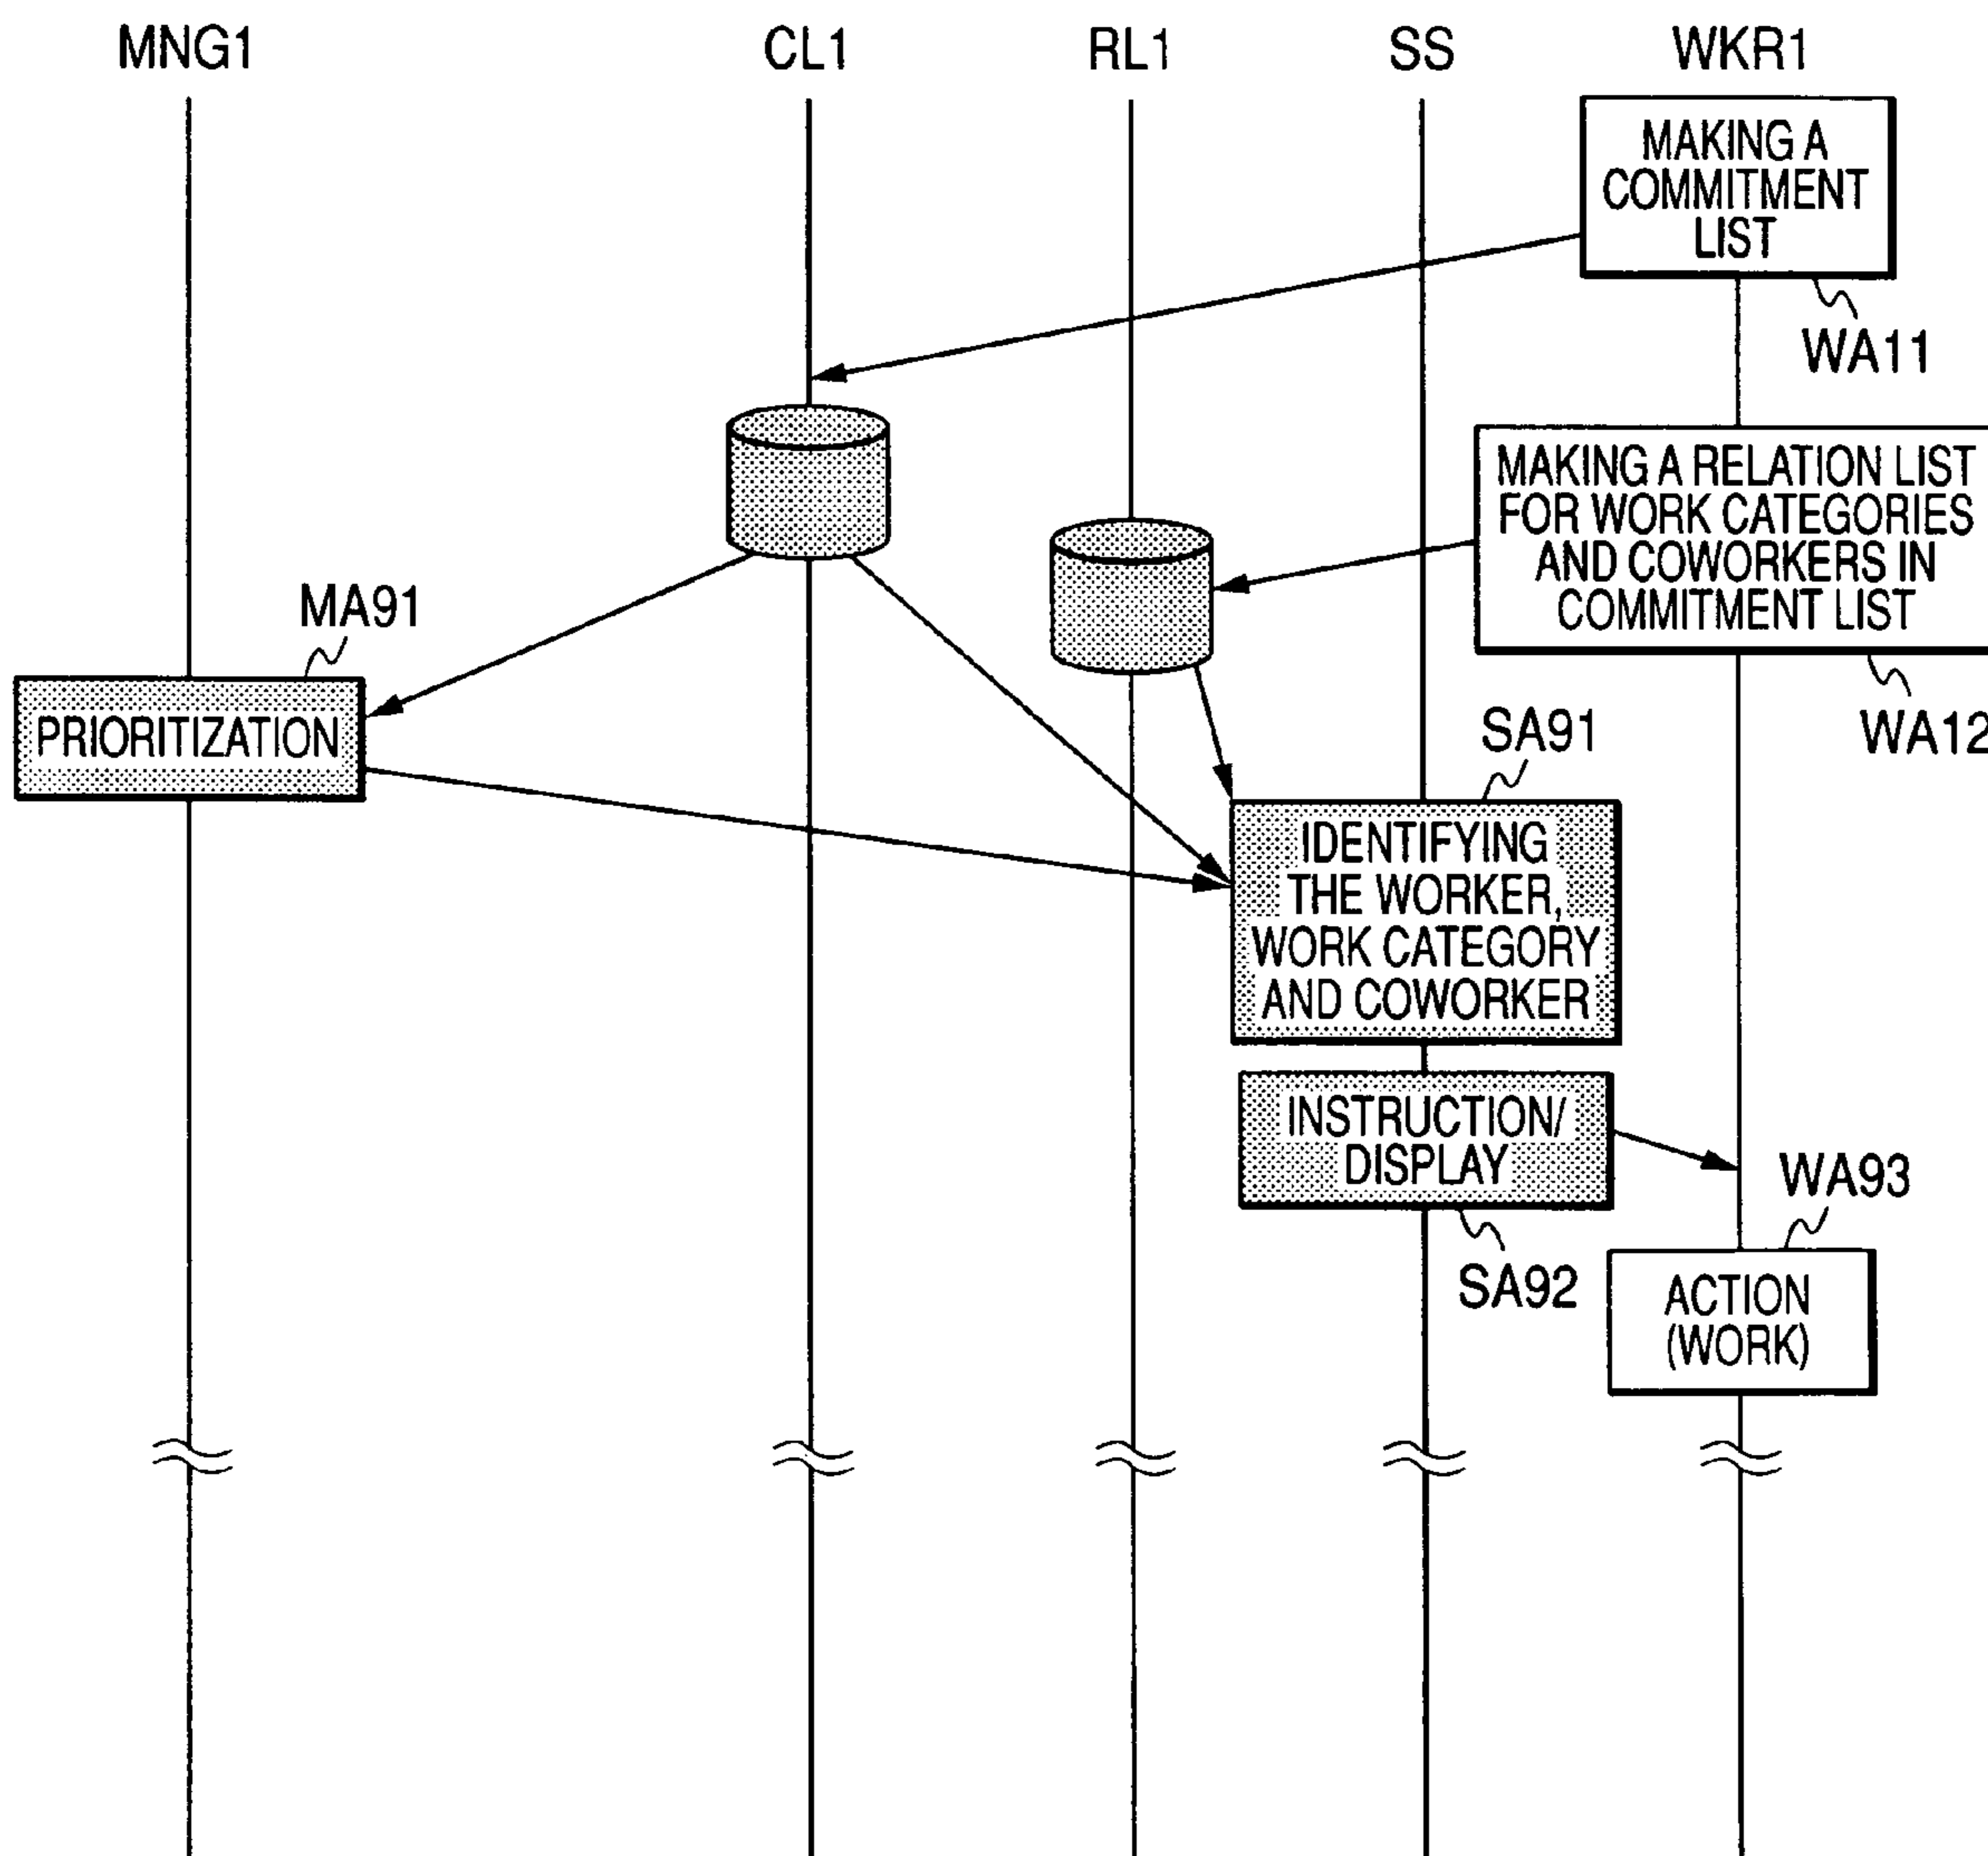 MNG1
CL1
RL1
SS
WKR1
MAKING A
COMMITMENT
LIST
WA11
MAKING A RELATION LIST
FOR WORK CATEGORIES
AND COWORKERS IN
COMMITMENT LIST
WA12
MA91
PRIORITIZATION
SA91
IDENTIFYING
THE WORKER,
WORK CATEGORY
AND COWORKER
INSTRUCTION/
DISPLAY
SA92
WA93
ACTION
(WORK)